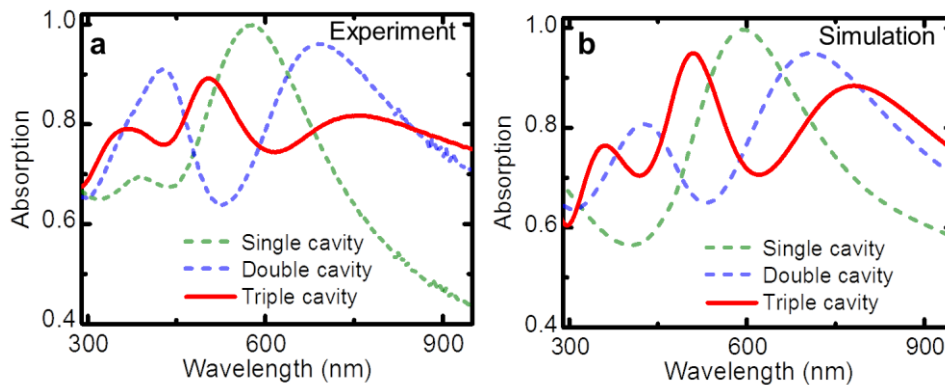 a
Experiment
1.0
0.8
0.6
0.4
Absorption
Single cavity
Double cavity
Triple cavity
300
600
900
Wavelength (nm)
b
Simulation
1.0
0.8
0.6
0.4
Absorption
Single cavity
Double cavity
Triple cavity
300
600
900
Wavelength (nm)